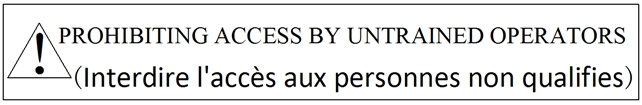 PROHIBITING ACCESS BY UNTRAINED OPERATORS
(Interdire l'accès aux personnes non qualifies)